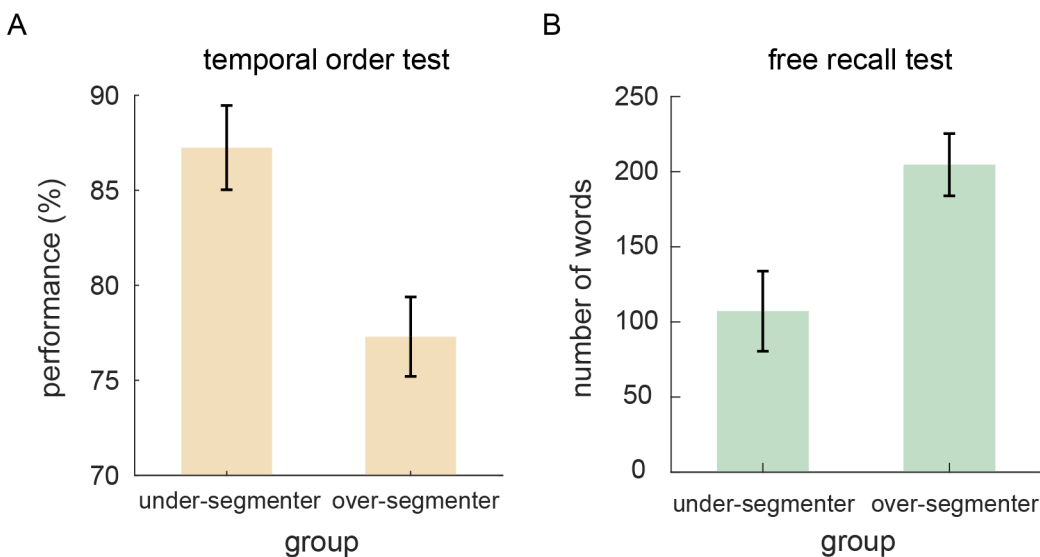 A
temporal order test
90
85
80
75
70
performance (%)
under-segmenter over-segmenter
group
B
free recall test
250
200
150
100
50
0
number of words
under-segmenter over-segmenter
group